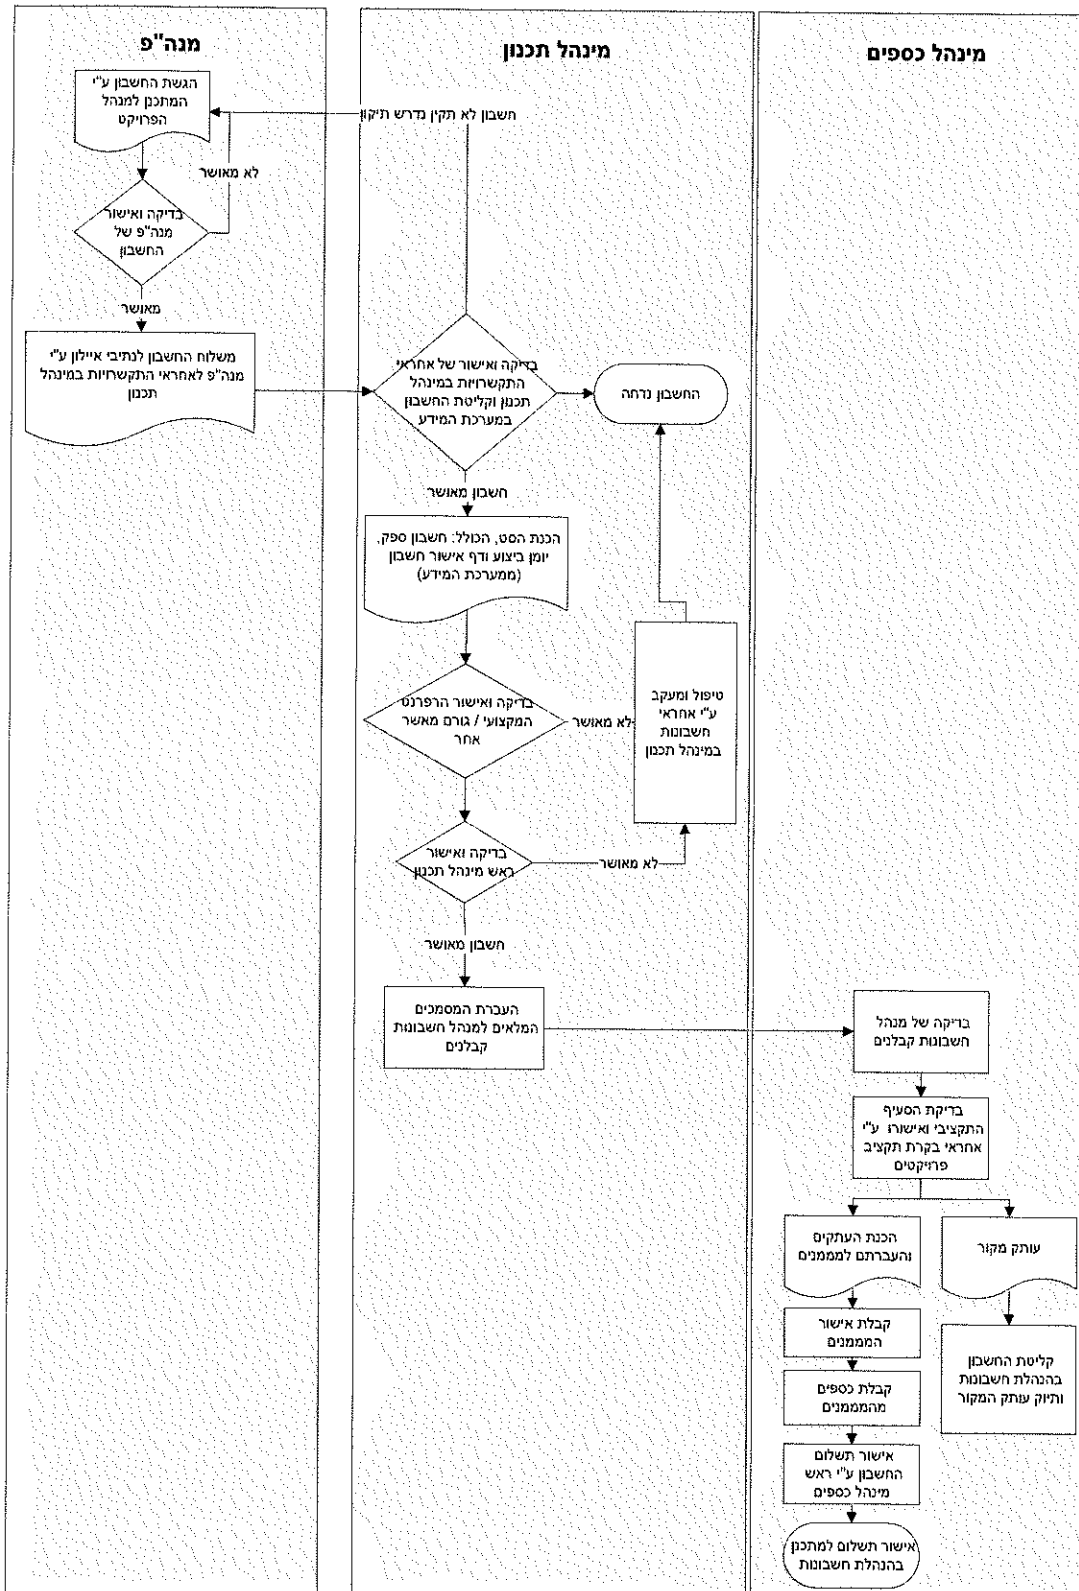 מנה"פ
הגשת החשבון ע"י
המתכנן למנהל
הפרויקט
לא מאושר
בדיקה ואישור
מנה"פ של
החשבון
מאושר
משלוח החשבון לנתיבי איילון ע"י
מנה"פ לאחראי התקשרויות במינהל
תכנון
מינהל תכנון
חשבון לא תקין נדרש תיקון
בדיקה ואישור של אחראי
התקשרויות במינהל
תכנון וקליטת החשבון
במערכת המידע
החשבון נדחה
חשבון מאושר
הכנת הסט, הכולל: חשבון ספק,
יומן ביצוע ודף אישור חשבון
(ממערכת המידע)
בדיקה ואישור הרפרנט
המקצועי / גורם מאשר
אחר
לא מאושר
טיפול ומעקב
ע"י אחראי
חשבונות
במינהל תכנון
בדיקה ואישור
ראש מינהל תכנון
לא מאושר
חשבון מאושר
העברת המסמכים
המלאים למנהל חשבונות
קבלנים
מינהל כספים
בדיקה של מנהל
חשבונות קבלנים
בדיקת הסעיף
התקציבי ואישורו ע"י
אחראי בקרת תקציב
פרויקטים
הכנת העתקים
והעברתם לממנים
עותק מקור
קבלת אישור
המממנים
קבלת כספים
מהמממנים
קליטת החשבון
בהנהלת חשבונות
ותיוק עותק המקור
אישור תשלום
החשבון ע"י ראש
מינהל כספים
אישור תשלום למתכנן
בהנהלת חשבונות